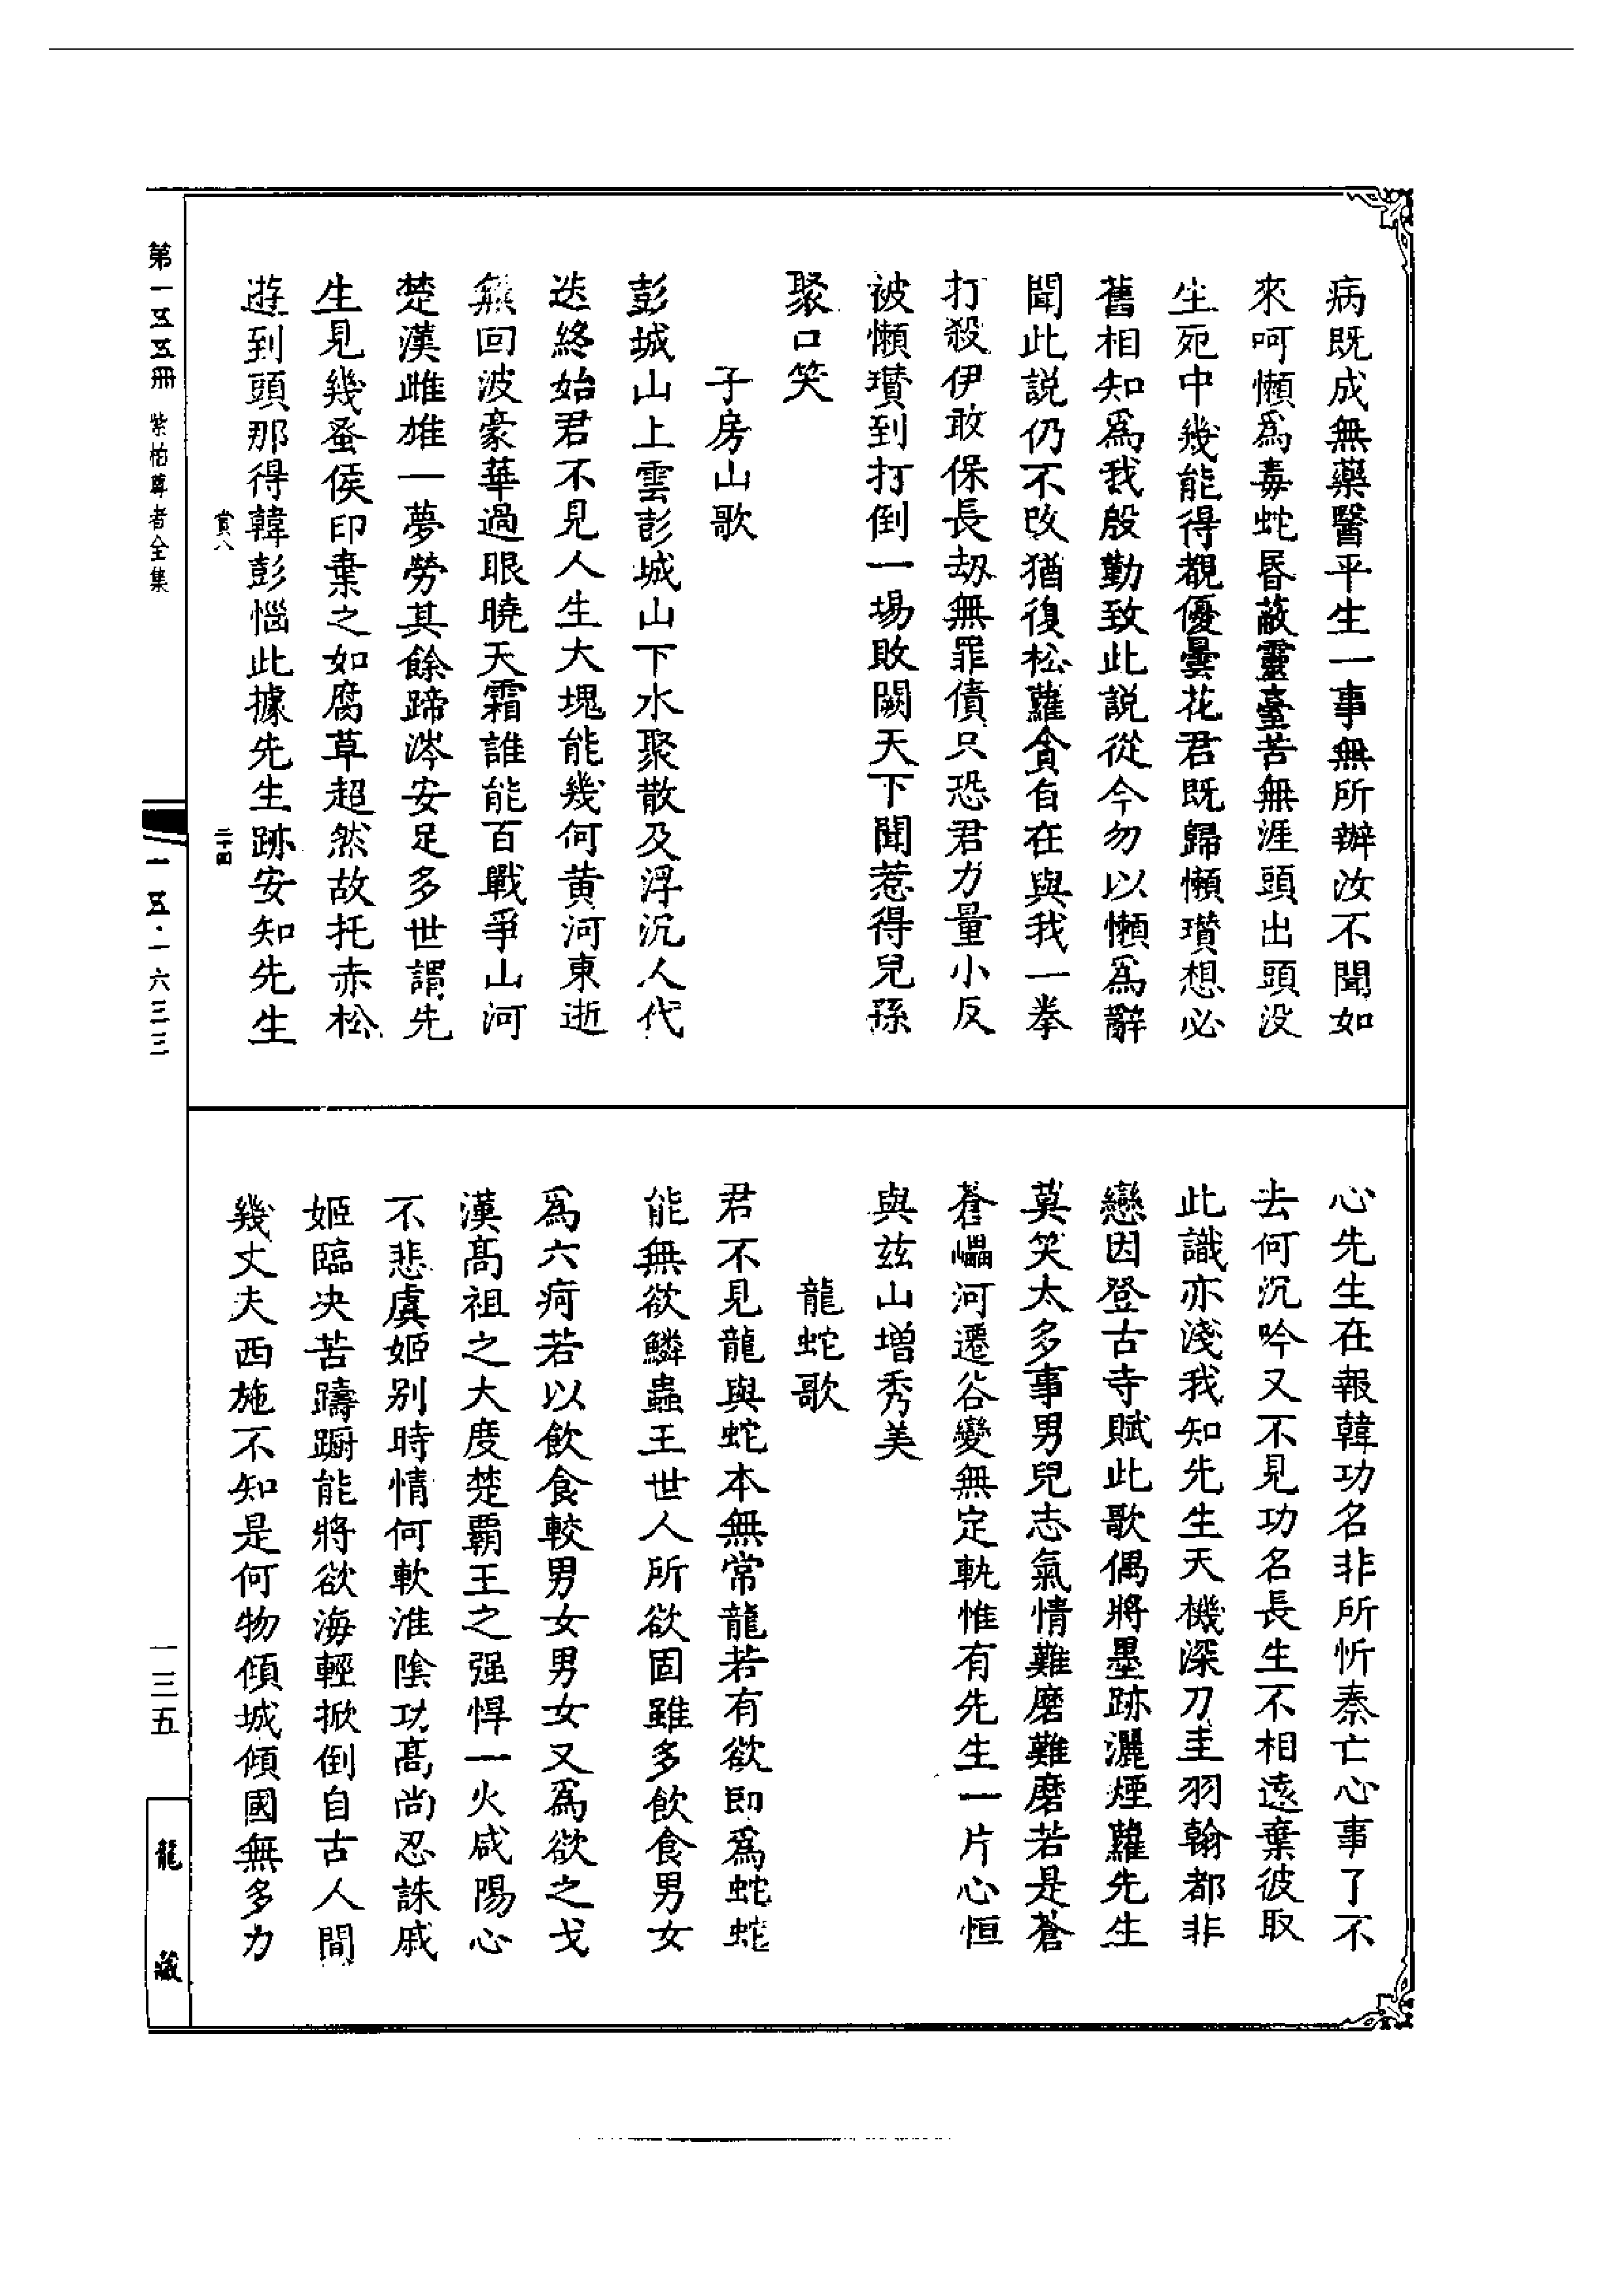 病既成無藥醫平生一事無所辦汝不聞如
來呵懶爲毒蛇昏蔽靈臺苦無涯頭出頭没
生死中幾能得覩優曇花君既歸懶瓚想必
舊相知爲我殷勤致此説從今勿以懶爲辭
聞此説仍不改猶復松蘿貪自在與我一拳
打殺伊敢保長劫無罪債只恐君力量小反
被懶瓚到打倒一場敗闕天下聞惹得兒孫
聚口笑
子房山歌
彭城山上雲彭城山下水聚散及浮沉人代
迭終始君不見人生大塊能幾何黄河東逝
無回波豪華過眼曉天霜誰能百戰爭山河
楚漢雌雄一夢勞其餘蹄涔安足多世謂先
生見幾蚤侯印棄之如腐草超然故托赤松
遊到頭那得韓彭惱此據先生跡安知先生
賞八
二十四
心先生在報韓功名非所忻秦亡心事了不
去何沉吟又不見功名長生不相遠棄彼取
此識亦淺我知先生天機深刀圭羽翰都非
戀因登古寺賦此歌偶將墨跡灑煙蘿先生
莫笑太多事男兒志氣情難磨難磨若是蒼
蒼巑河遷谷變無定軌惟有先生一片心恒
與茲山增秀美
龍蛇歌
君不見龍與蛇本無常龍若有欲即爲蛇蛇
能無欲鱗蟲王世人所欲固雖多飲食男女
爲六疴若以飲食較男女男女又爲欲之戈
漢髙祖之大度楚覇王之强悍一火咸陽心
不悲虞姬别時情何軟淮陰功髙尚忍誅戚
姬臨决苦躊蹰能將欲海輕掀倒自古人間
幾丈夫西施不知是何物傾城傾國無多力
第一五五冊
紫柏尊者全集
一五·一六三三
一三五
龍藏